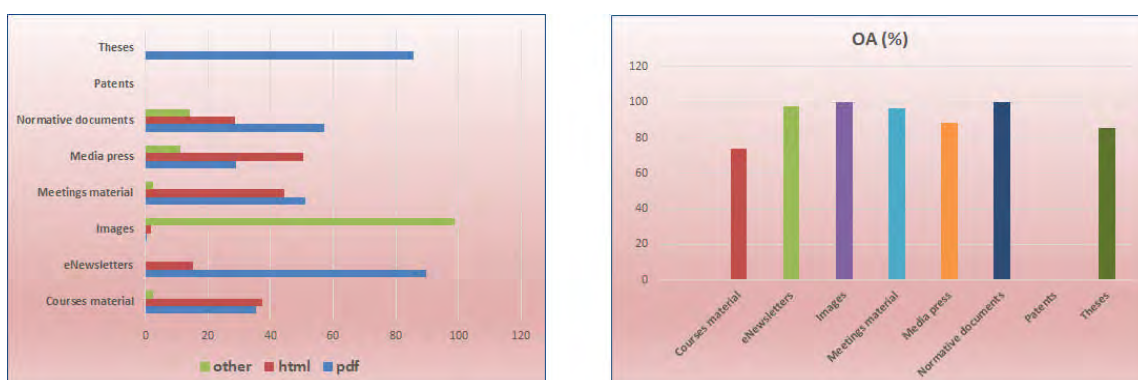 Theses
Patents
Normative documents
Media press
Meetings material
Images
eNewsletters
Courses material
0 20 40 60 80 100 120
other html pdf
OA (%)
120
100
80
60
40
20
0
Courses material
eNewsletters
Images
Meetings material
Media press
Normative documents
Patents
Theses